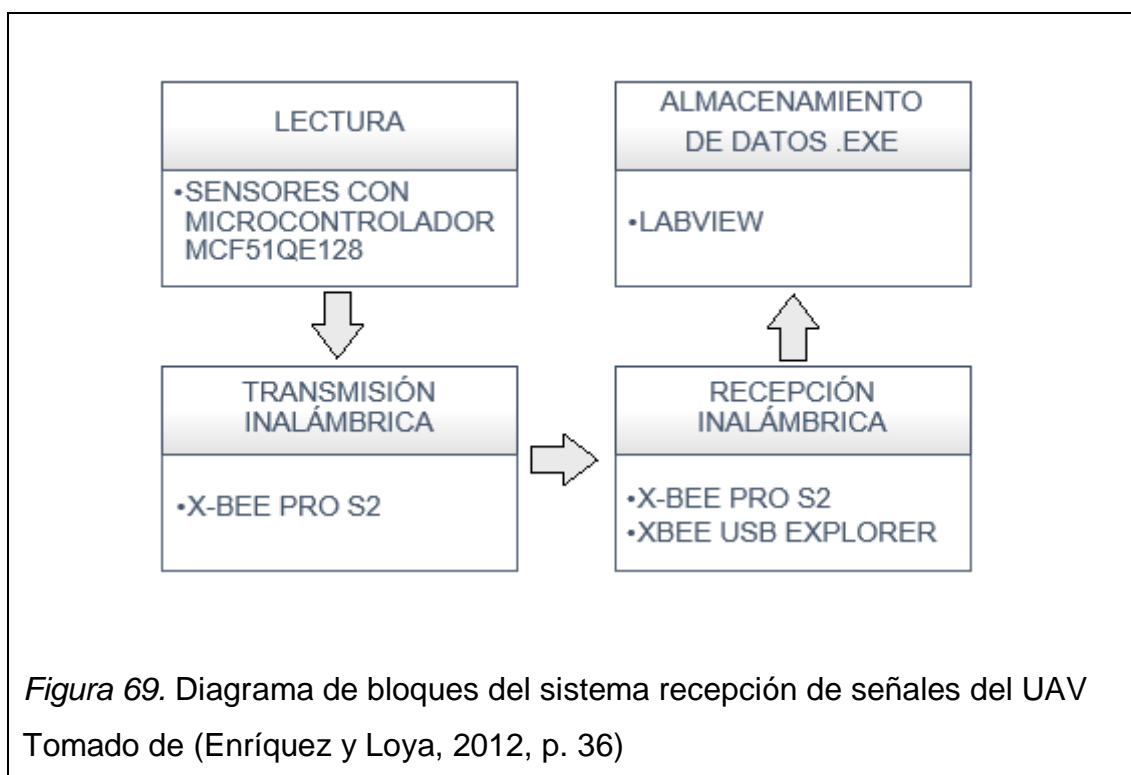 LECTURA
•SENSORES CON
MICROCONTROLADOR
MCF51QE128
TRANSMISIÓN
INALÁMBRICA
•X-BEE PRO S2
RECEPCIÓN
INALÁMBRICA
•X-BEE PRO S2
•XBEE USB EXPLORER
ALMACENAMIENTO
DE DATOS .EXE
•LABVIEW
Figura 69. Diagrama de bloques del sistema recepción de señales del UAV
Tomado de (Enríquez y Loya, 2012, p. 36)